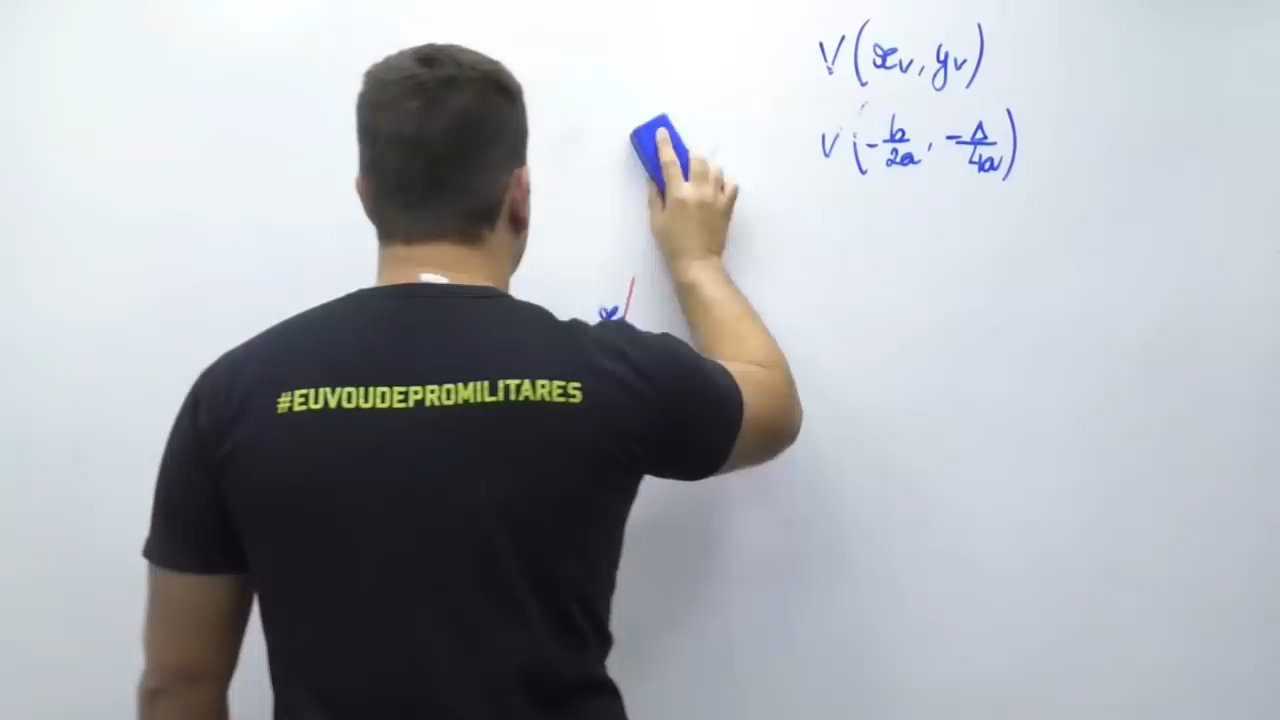 V(xv, yv)
V(-b/2a, -Δ/4a)
#EUVOUDEPROMILITARES